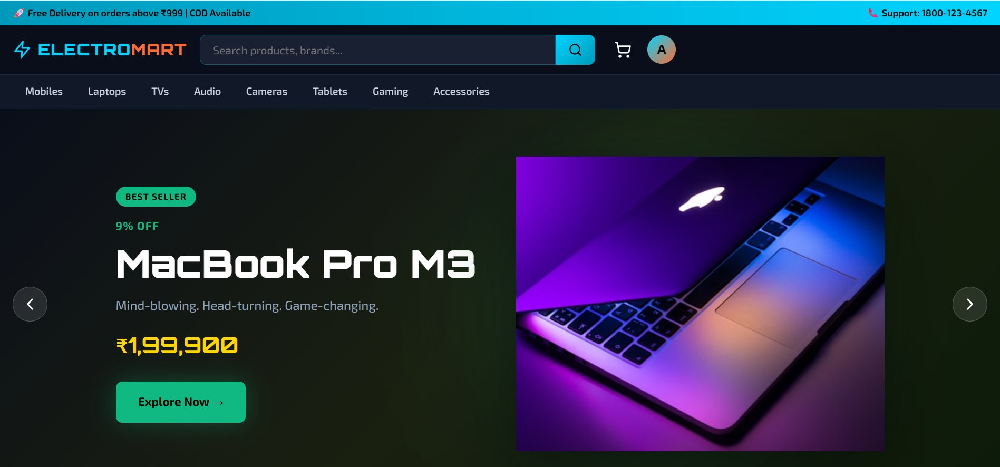 🚀 Free Delivery on orders above ₹999 | COD Available
📞 Support: 1800-123-4567
ELECTROMART
Search products, brands...
A
Mobiles Laptops TVs Audio Cameras Tablets Gaming Accessories
BEST SELLER
9% OFF
MacBook Pro M3
Mind-blowing. Head-turning. Game-changing.
₹1,99,900
Explore Now →